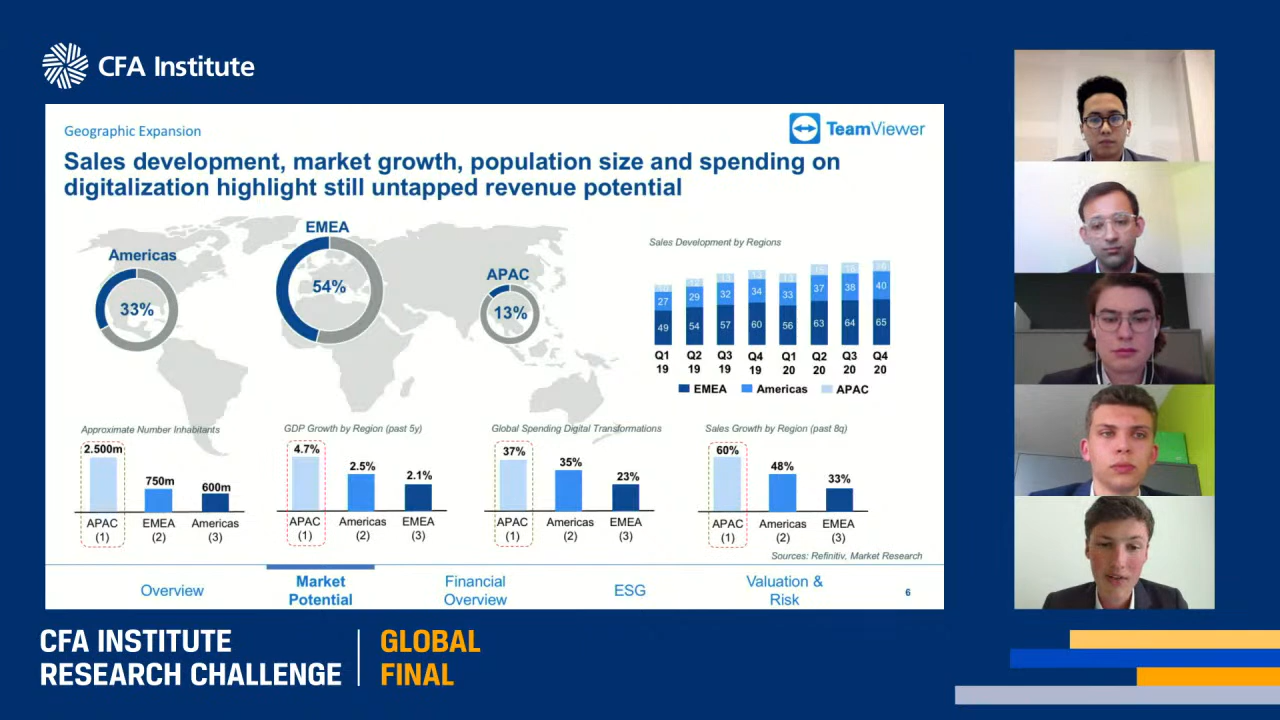 CFA Institute
Geographic Expansion
TeamViewer
Sales development, market growth, population size and spending on
digitalization highlight still untapped revenue potential
Americas
33%
EMEA
54%
APAC
13%
Sales Development by Regions
10 12 13 13 13 16 16
27 29 32 34 33 37 38 40
49 54 57 60 56 63 64 65
Q1 Q2 Q3 Q4 Q1 Q2 Q3 Q4
19 19 19 19 20 20 20 20
EMEA Americas APAC
Approximate Number Inhabitants
2.500m
750m
600m
APAC EMEA Americas
(1) (2) (3)
GDP Growth by Region (past 5y)
4.7%
2.5%
2.1%
APAC Americas EMEA
(1) (2) (3)
Global Spending Digital Transformations
37%
35%
23%
APAC Americas EMEA
(1) (2) (3)
Sales Growth by Region (past 8q)
60%
48%
33%
APAC Americas EMEA
(1) (2) (3)
Sources: Refinitiv, Market Research
Overview
Market
Potential
Financial
Overview
ESG
Valuation &
Risk
6
CFA INSTITUTE
RESEARCH CHALLENGE
GLOBAL
FINAL